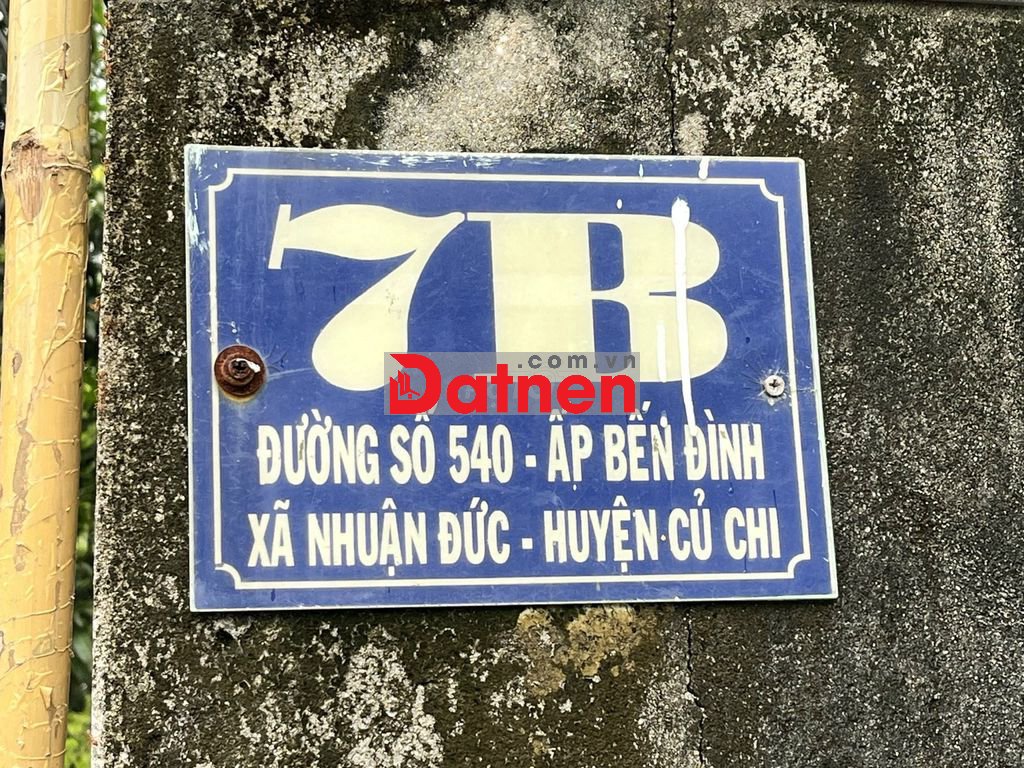 7B
.com.vn
Datnen
ĐƯỜNG SỐ 540 - ẤP BẾN ĐÌNH
XÃ NHUẬN ĐỨC - HUYỆN CỦ CHI